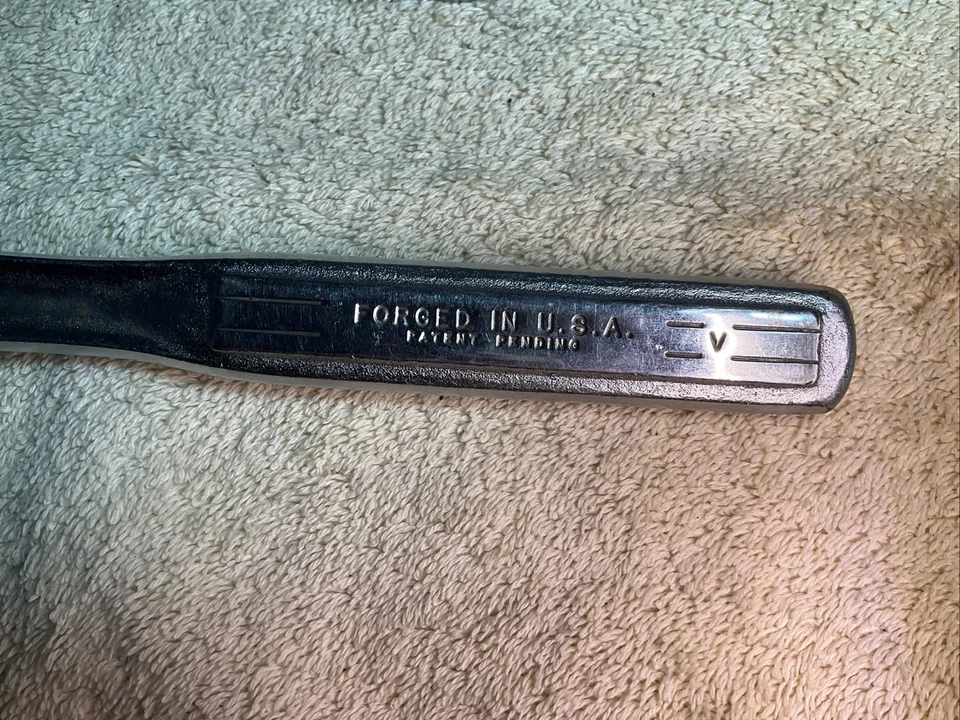 FORGED IN U.S.A.
PATENT PENDING
V